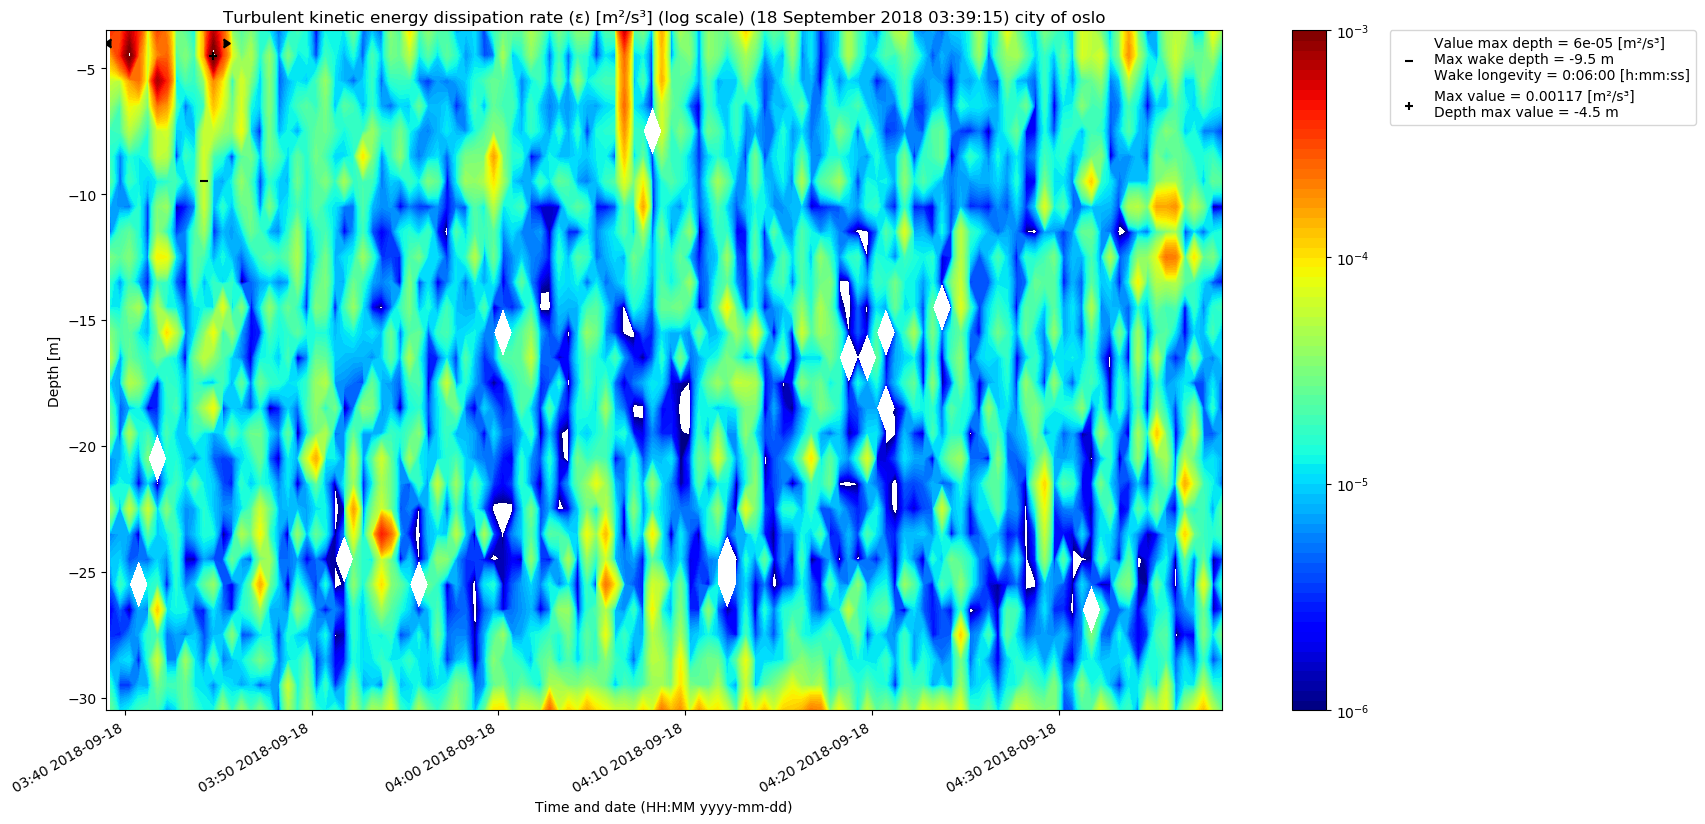 Turbulent kinetic energy dissipation rate (ε) [m²/s³] (log scale) (18 September 2018 03:39:15) city of oslo
Depth [m]
−5
−10
−15
−20
−25
−30
03:40 2018-09-18
03:50 2018-09-18
04:00 2018-09-18
04:10 2018-09-18
04:20 2018-09-18
04:30 2018-09-18
Time and date (HH:MM yyyy-mm-dd)
10⁻³
10⁻⁴
10⁻⁵
10⁻⁶
Value max depth = 6e-05 [m²/s³]
Max wake depth = -9.5 m
Wake longevity = 0:06:00 [h:mm:ss]
Max value = 0.00117 [m²/s³]
Depth max value = -4.5 m